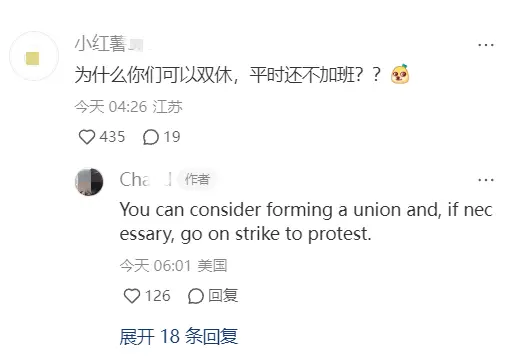 小红薯
为什么你们可以双休，平时还不加班？？
今天 04:26 江苏
435
19
作者
You can consider forming a union and, if nec
essary, go on strike to protest.
今天 06:01 美国
126 回复
展开 18 条回复